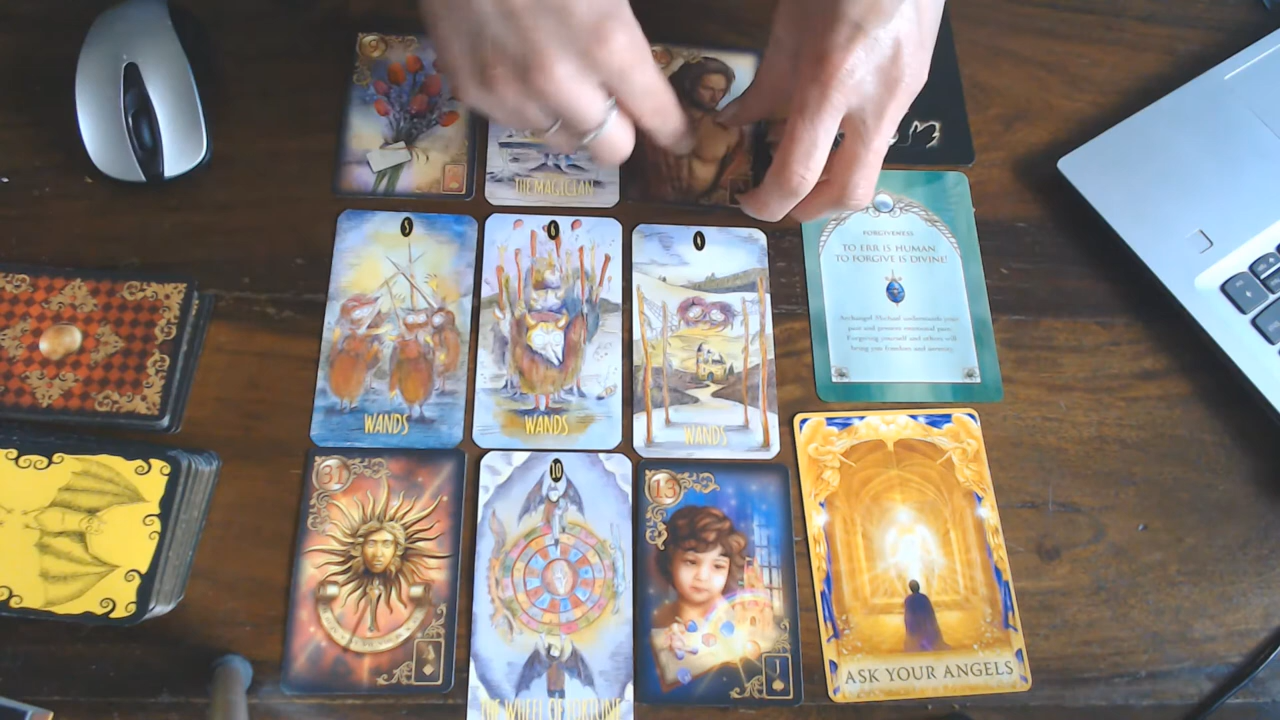 9
THE MAGICIAN
5
WANDS
6
WANDS
WANDS
FORGIVENESS
TO ERR IS HUMAN,
TO FORGIVE IS DIVINE!
Archangel Michael understands your
past and present emotional pain.
Forgiving yourself and others will
bring you freedom and serenity.
31
A
10
THE WHEEL OF FORTUNE
13
J
ASK YOUR ANGELS